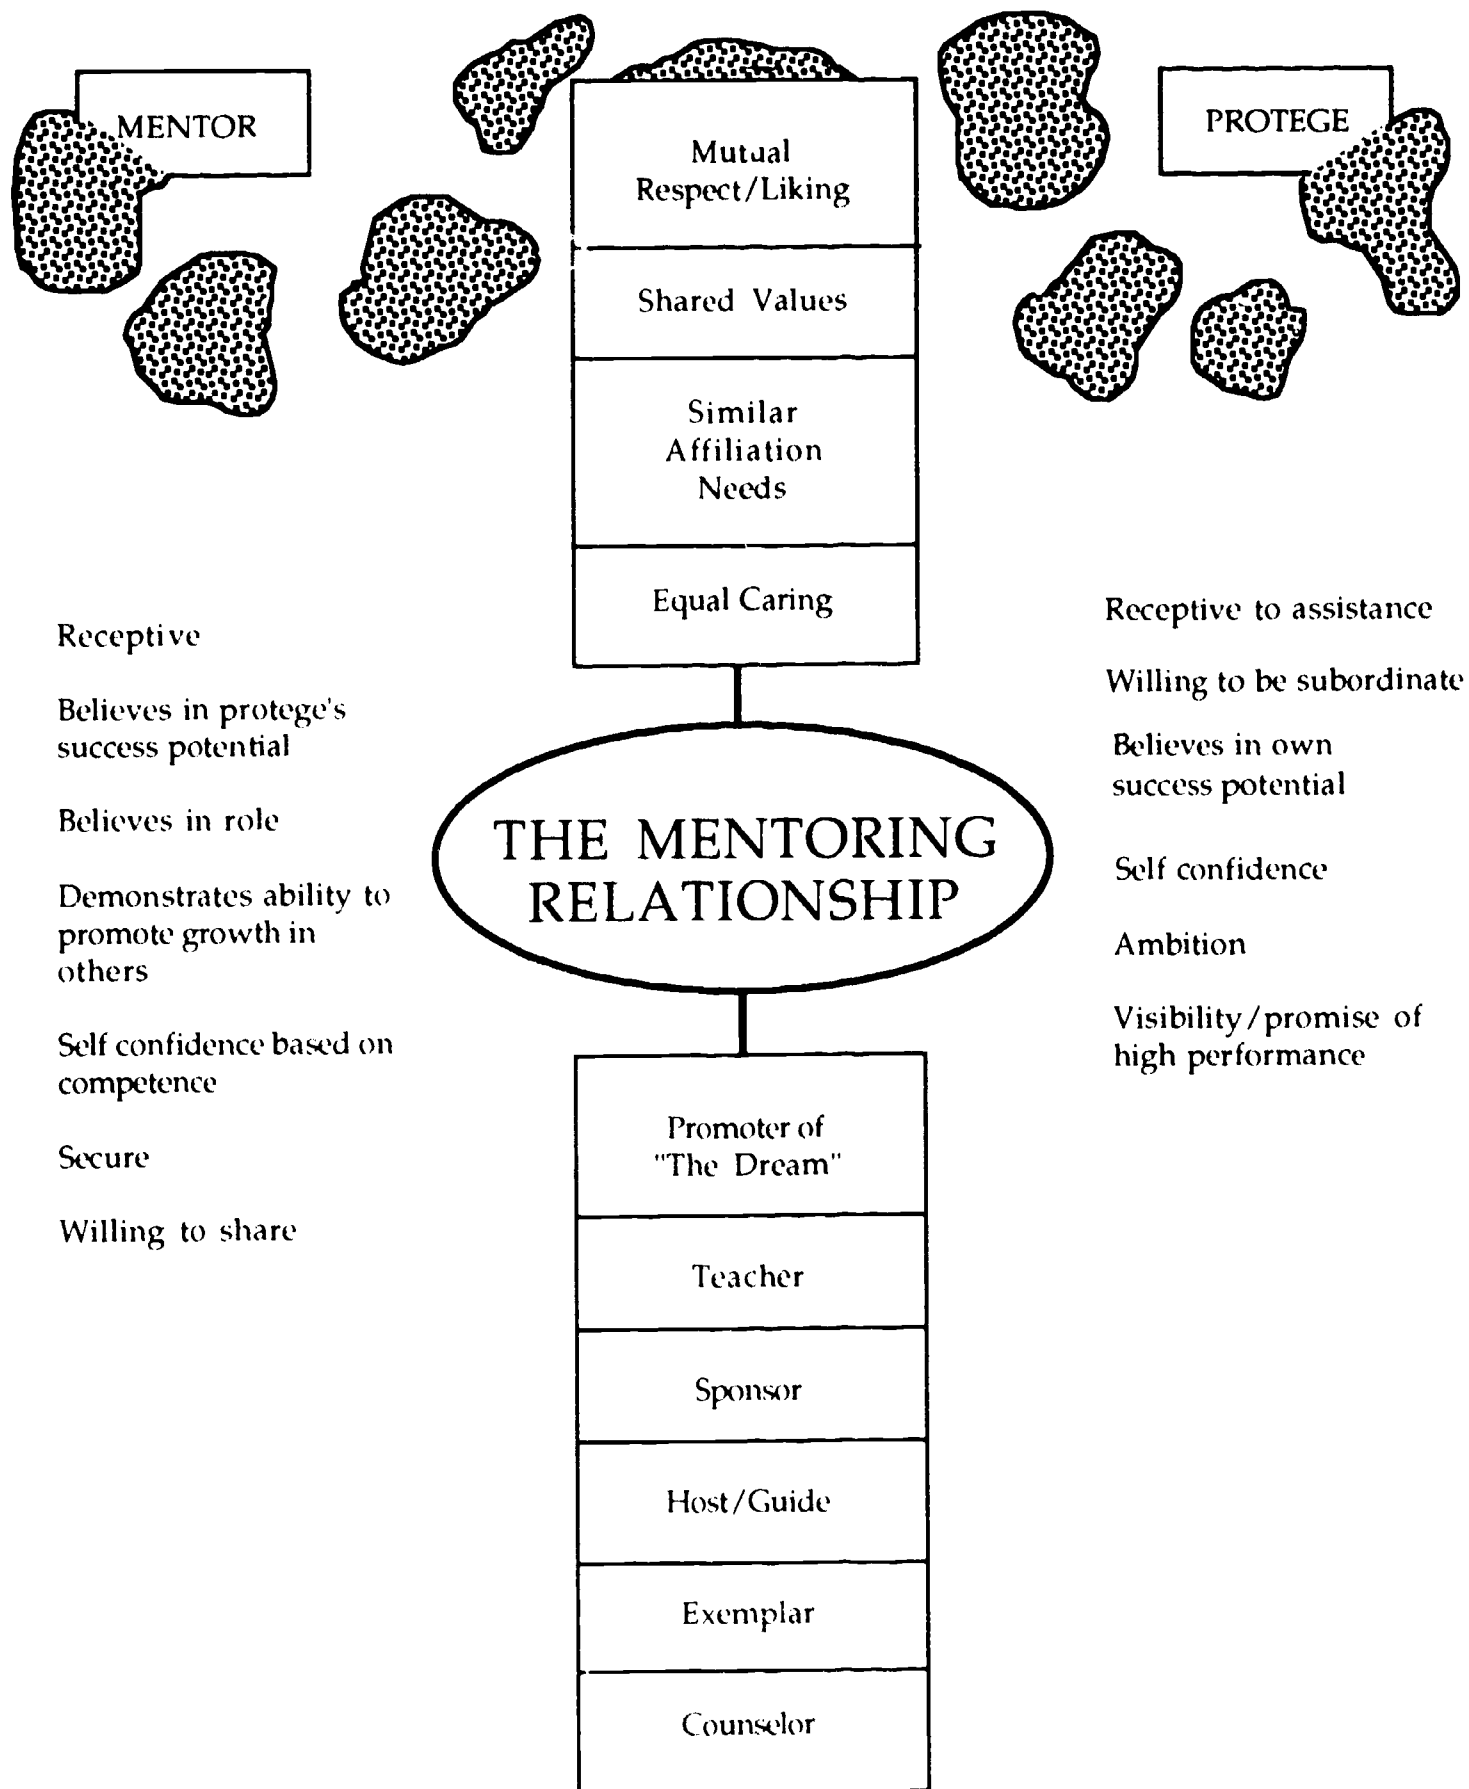 MENTOR
PROTEGE
Mutual
Respect/Liking
Shared Values
Similar
Affiliation
Needs
Equal Caring
Receptive
Believes in protege's
success potential
Believes in role
Demonstrates ability to
promote growth in
others
Self confidence based on
competence
Secure
Willing to share
THE MENTORING
RELATIONSHIP
Receptive to assistance
Willing to be subordinate
Believes in own
success potential
Self confidence
Ambition
Visibility/promise of
high performance
Promoter of
"The Dream"
Teacher
Sponsor
Host/Guide
Exemplar
Counselor